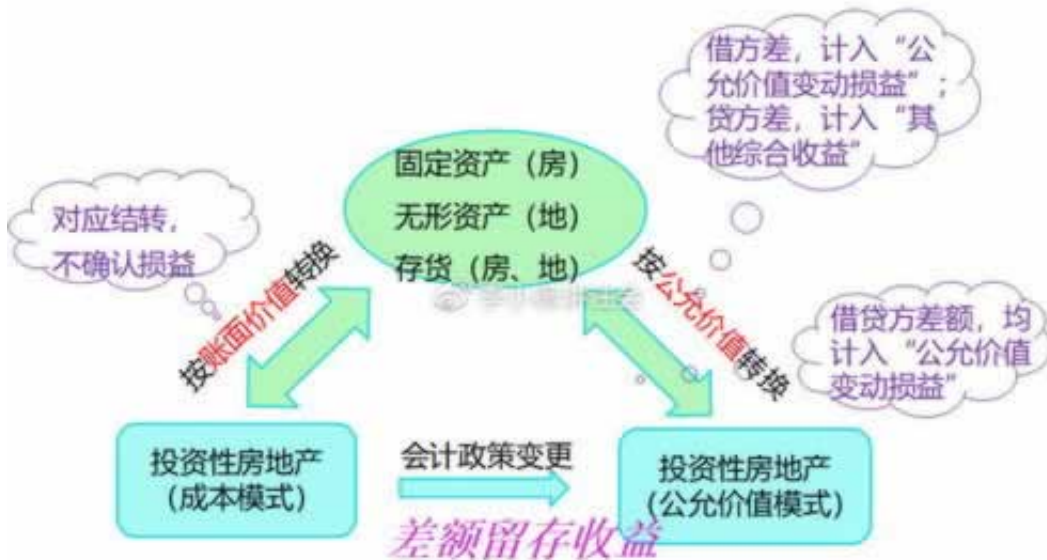 借方差，计入“公
允价值变动损益”；
贷方差，计入“其
他综合收益”
固定资产（房）
无形资产（地）
存货（房、地）
对应结转，
不确认损益
按账面价值转换
按公允价值转换
借贷方差额，均
计入“公允价值
变动损益”
投资性房地产
（成本模式）
会计政策变更
差额留存收益
投资性房地产
（公允价值模式）